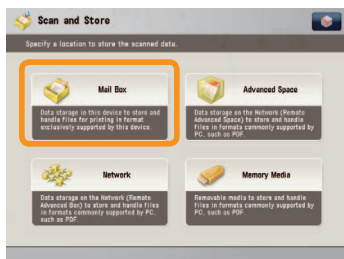 Scan and Store
Specify a location to store the scanned data.
Mail Box
Data storage in this device to store and
handle files for printing in format
exclusively supported by this device.
Advanced Space
Data storage on the Network (Remote
Advanced Space) to store and handle
files in formats commonly supported by
PC, such as PDF.
Network
Data storage on the Network (Remote
Advanced Box) to store and handle files
in formats commonly supported by PC,
such as PDF.
Memory Media
Removable media to store and handle
files in formats commonly supported by
PC, such as PDF.